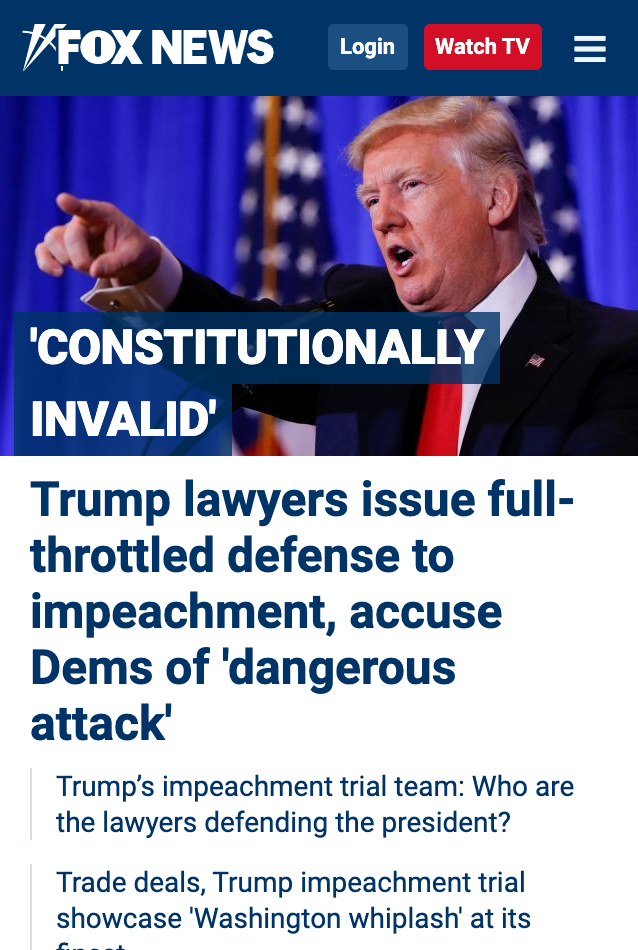 FOX NEWS
Login
Watch TV
'CONSTITUTIONALLY
INVALID'
Trump lawyers issue full-
throttled defense to
impeachment, accuse
Dems of 'dangerous
attack'
Trump’s impeachment trial team: Who are
the lawyers defending the president?
Trade deals, Trump impeachment trial
showcase 'Washington whiplash' at its